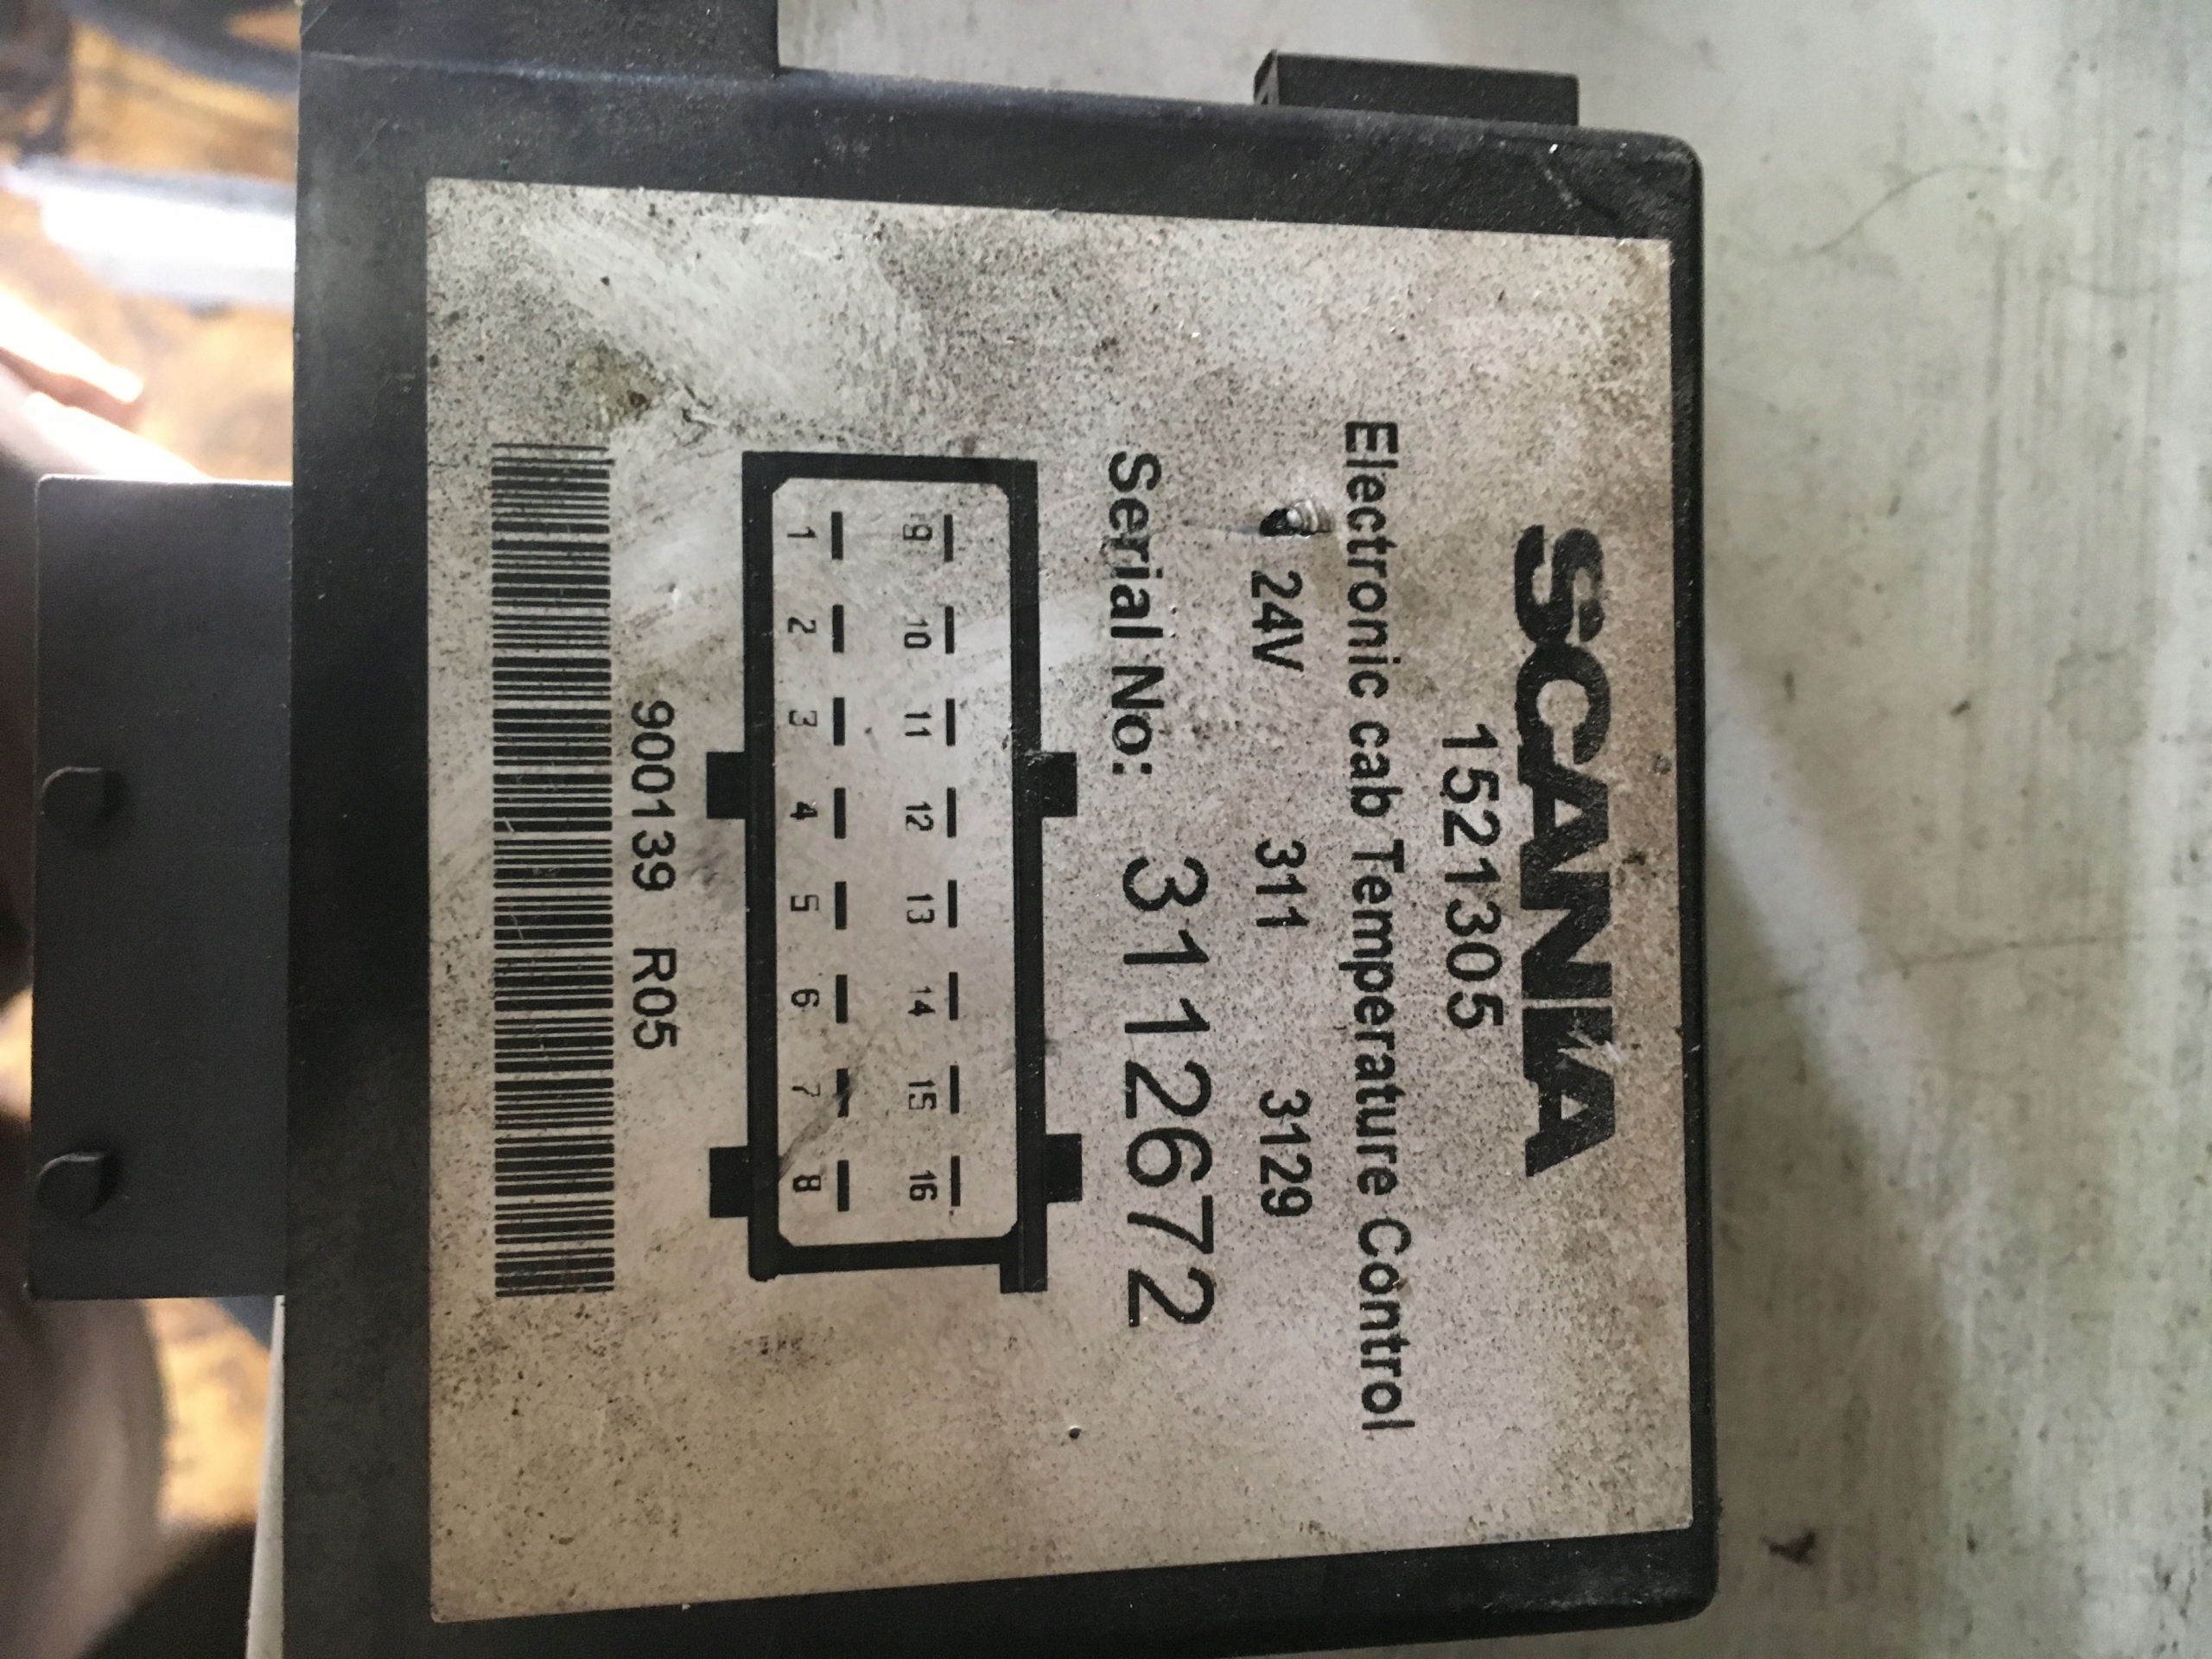 SCANIA
1521305
Electronic cab Temperature Control
24V 311 3129
Serial No: 3112672
9 10 11 12 13 14 15 16
1 2 3 4 5 6 7 8
900139 R05